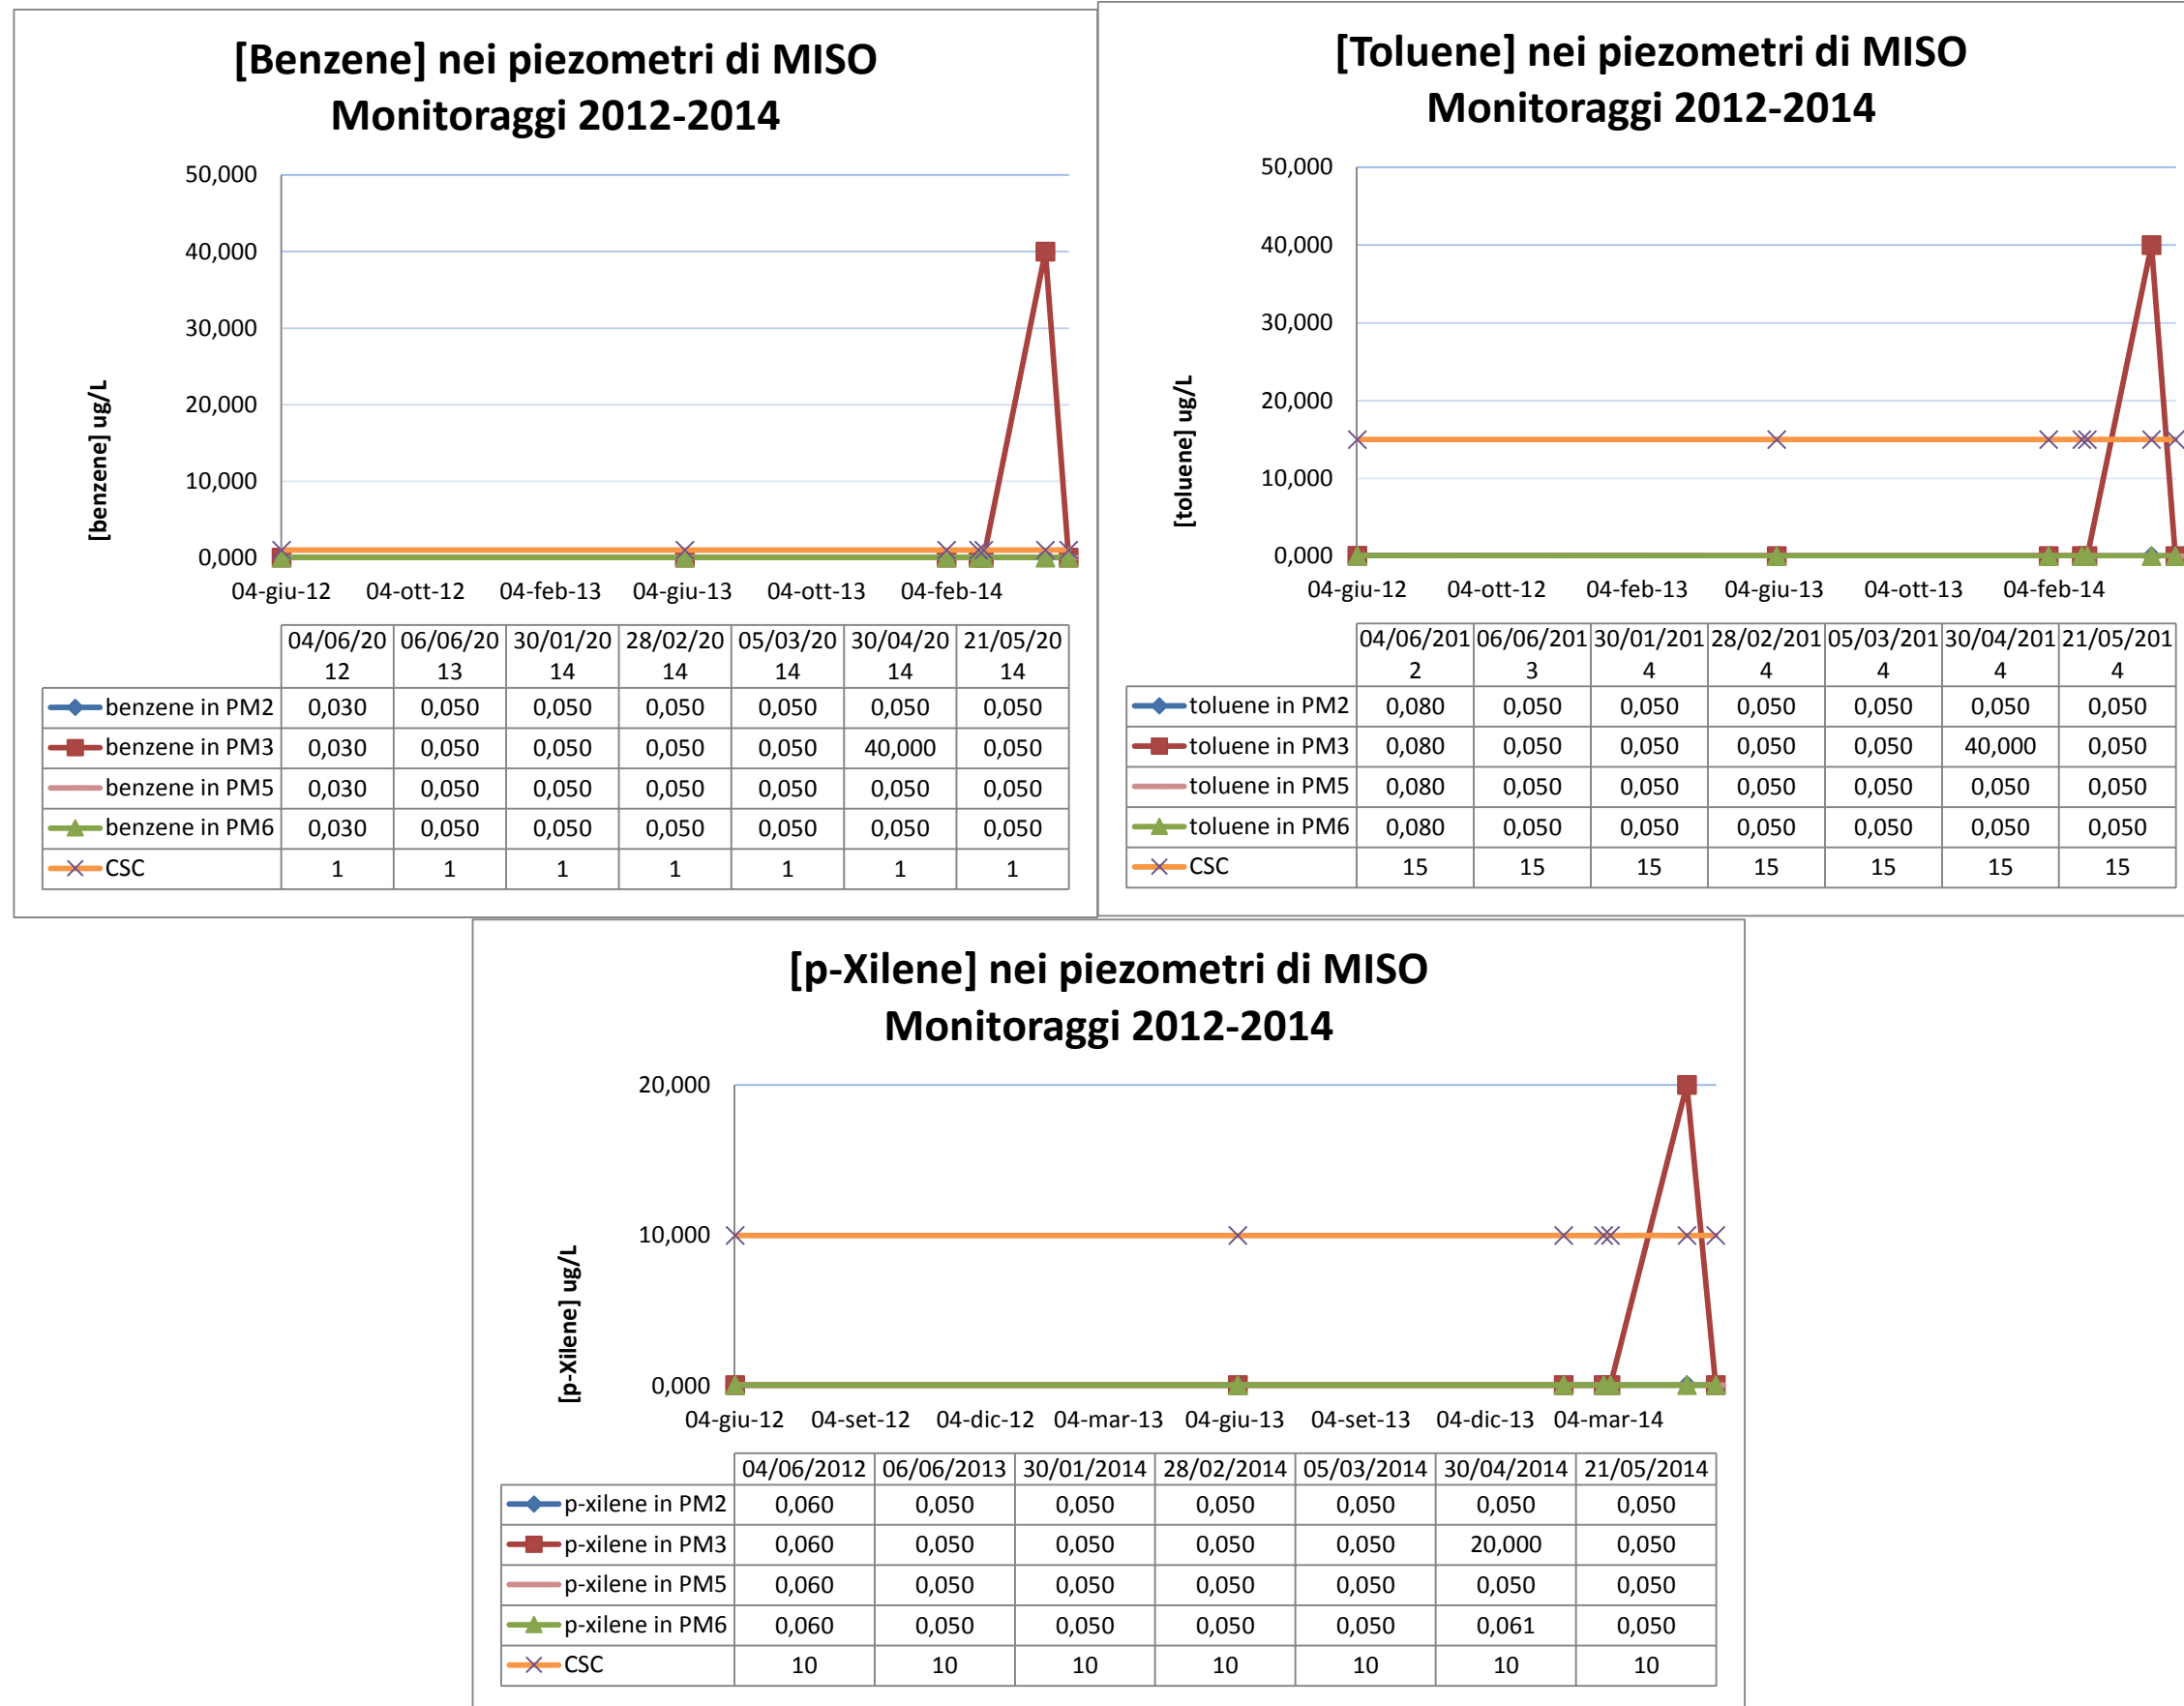 [Benzene] nei piezometri di MISO
Monitoraggi 2012-2014
[benzene] ug/L
50,000
40,000
30,000
20,000
10,000
0,000
04-giu-12 04-ott-12 04-feb-13 04-giu-13 04-ott-13 04-feb-14
04/06/20 06/06/20 30/01/20 28/02/20 05/03/20 30/04/20 21/05/20
12 13 14 14 14 14 14
benzene in PM2 0,030 0,050 0,050 0,050 0,050 0,050 0,050
benzene in PM3 0,030 0,050 0,050 0,050 0,050 40,000 0,050
benzene in PM5 0,030 0,050 0,050 0,050 0,050 0,050 0,050
benzene in PM6 0,030 0,050 0,050 0,050 0,050 0,050 0,050
CSC 1 1 1 1 1 1 1
[Toluene] nei piezometri di MISO
Monitoraggi 2012-2014
[toluene] ug/L
50,000
40,000
30,000
20,000
10,000
0,000
04-giu-12 04-ott-12 04-feb-13 04-giu-13 04-ott-13 04-feb-14
04/06/201 06/06/201 30/01/201 28/02/201 05/03/201 30/04/201 21/05/201
2 3 4 4 4 4 4
toluene in PM2 0,080 0,050 0,050 0,050 0,050 0,050 0,050
toluene in PM3 0,080 0,050 0,050 0,050 0,050 40,000 0,050
toluene in PM5 0,080 0,050 0,050 0,050 0,050 0,050 0,050
toluene in PM6 0,080 0,050 0,050 0,050 0,050 0,050 0,050
CSC 15 15 15 15 15 15 15
[p-Xilene] nei piezometri di MISO
Monitoraggi 2012-2014
[p-Xilene] ug/L
20,000
10,000
0,000
04-giu-12 04-set-12 04-dic-12 04-mar-13 04-giu-13 04-set-13 04-dic-13 04-mar-14
04/06/2012 06/06/2013 30/01/2014 28/02/2014 05/03/2014 30/04/2014 21/05/2014
p-xilene in PM2 0,060 0,050 0,050 0,050 0,050 0,050 0,050
p-xilene in PM3 0,060 0,050 0,050 0,050 0,050 20,000 0,050
p-xilene in PM5 0,060 0,050 0,050 0,050 0,050 0,050 0,050
p-xilene in PM6 0,060 0,050 0,050 0,050 0,050 0,061 0,050
CSC 10 10 10 10 10 10 10